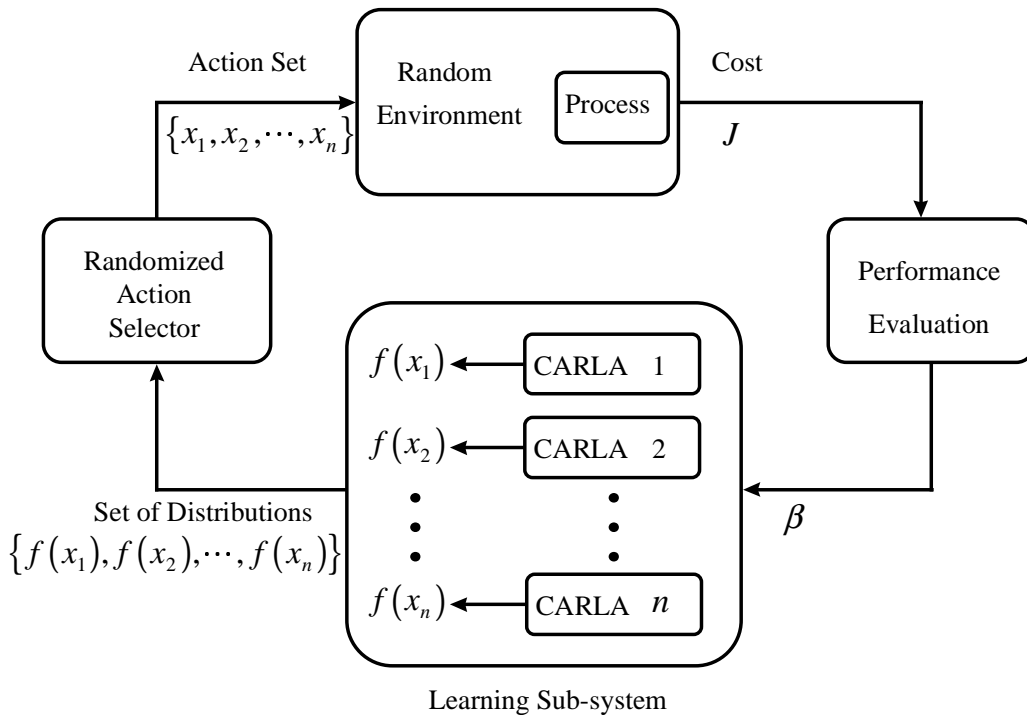 Action Set
{x₁, x₂, ⋯, xₙ}
Random
Environment
Process
Cost
J
Randomized
Action
Selector
Performance
Evaluation
f(x₁)
CARLA 1
f(x₂)
CARLA 2
f(xₙ)
CARLA n
β
Set of Distributions
{f(x₁), f(x₂), ⋯, f(xₙ)}
Learning Sub-system